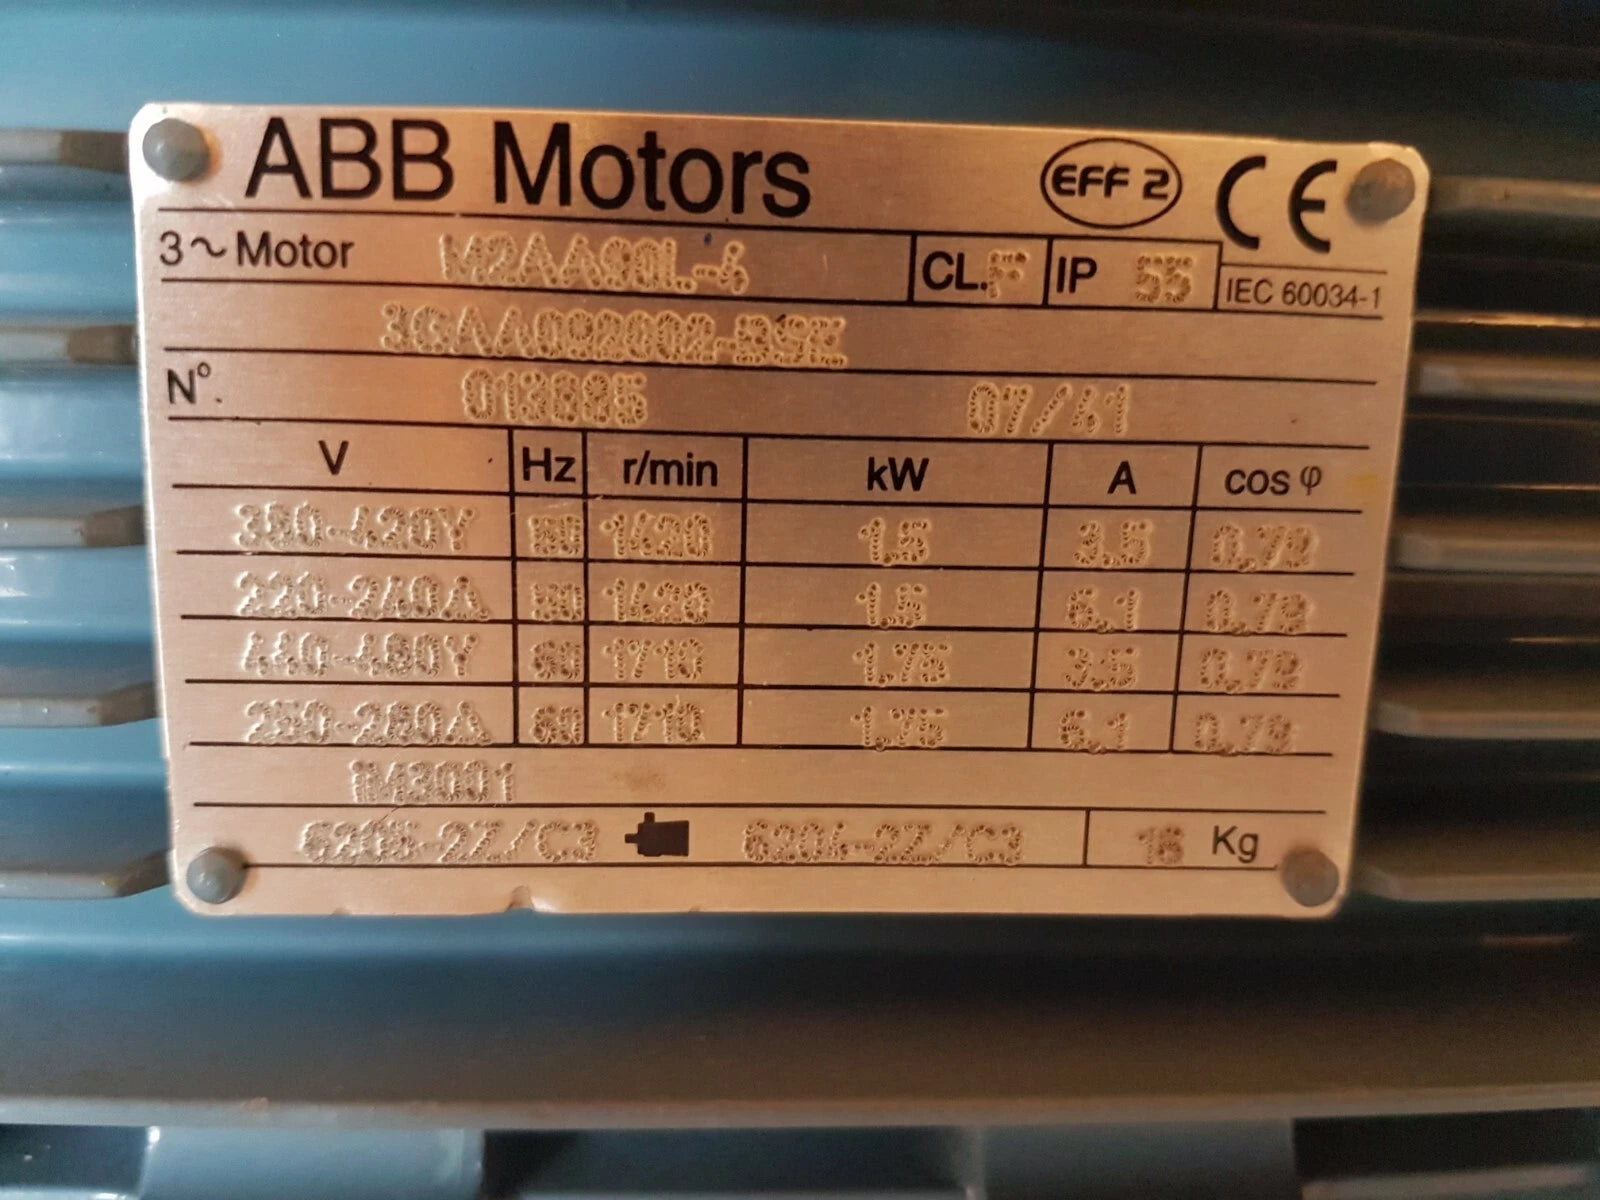 ABB Motors EFF 2 CE
3~Motor M2AA90L-4 CL.F IP 55 IEC 60034-1
3GAA092002-BSE
Nº. 013885 07/41
V Hz r/min kW A cos φ
380-420Y 50 1420 1,5 3,5 0,79
220-240Δ 50 1420 1,5 6,1 0,79
440-480Y 60 1710 1,75 3,5 0,79
250-280Δ 60 1710 1,75 6,1 0,79
IM3001
6205-2Z/C3 6204-2Z/C3 16 Kg